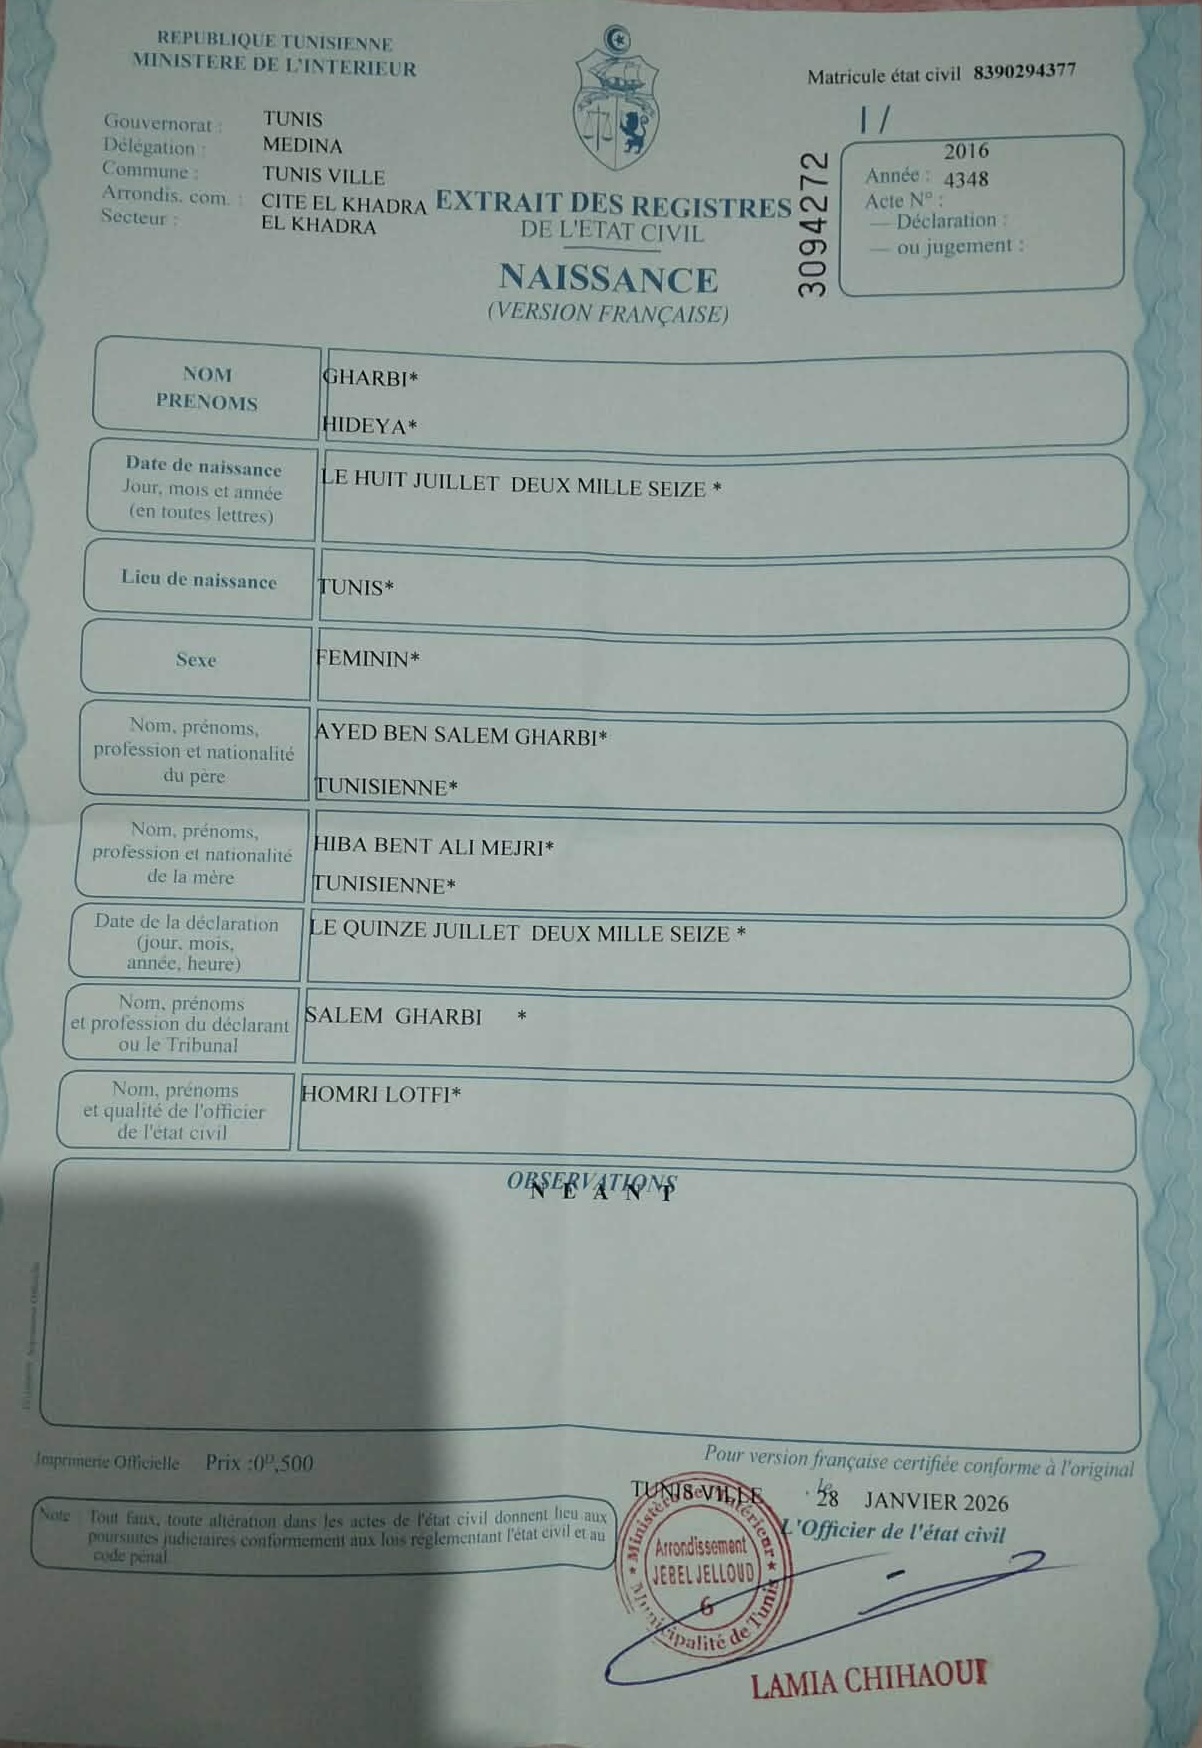 REPUBLIQUE TUNISIENNE
MINISTERE DE L'INTERIEUR
Matricule état civil 8390294377
Gouvernorat : TUNIS
Délégation : MEDINA
Commune : TUNIS VILLE
Arrondis. com. : CITE EL KHADRA
Secteur : EL KHADRA
1/
2016
Année : 4348
Acte N° :
— Déclaration :
— ou jugement :
3094272
EXTRAIT DES REGISTRES
DE L'ETAT CIVIL
NAISSANCE
(VERSION FRANÇAISE)
NOM
PRENOMS
GHARBI*
HIDEYA*
Date de naissance
Jour, mois et année
(en toutes lettres)
LE HUIT JUILLET DEUX MILLE SEIZE *
Lieu de naissance
TUNIS*
Sexe
FEMININ*
Nom, prénoms,
profession et nationalité
du père
AYED BEN SALEM GHARBI*
TUNISIENNE*
Nom, prénoms,
profession et nationalité
de la mère
HIBA BENT ALI MEJRI*
TUNISIENNE*
Date de la déclaration
(jour, mois,
année, heure)
LE QUINZE JUILLET DEUX MILLE SEIZE *
Nom, prénoms
et profession du déclarant
ou le Tribunal
SALEM GHARBI *
Nom, prénoms
et qualité de l'officier
de l'état civil
HOMRI LOTFI*
OBSERVATIONS
N E A N T
Imprimerie Officielle Prix :0ᴰ,500
Pour version française certifiée conforme à l'original
TUNIS VILLE le 28 JANVIER 2026
L'Officier de l'état civil
Note : Tout faux, toute altération dans les actes de l'état civil donnent lieu aux
poursuites judiciaires conformement aux lois réglementant l'état civil et au
code pénal
* Ministère de l'Intérieur *
Arrondissement
JEBEL JELLOUD
6
Municipalité de Tunis
LAMIA CHIHAOUI